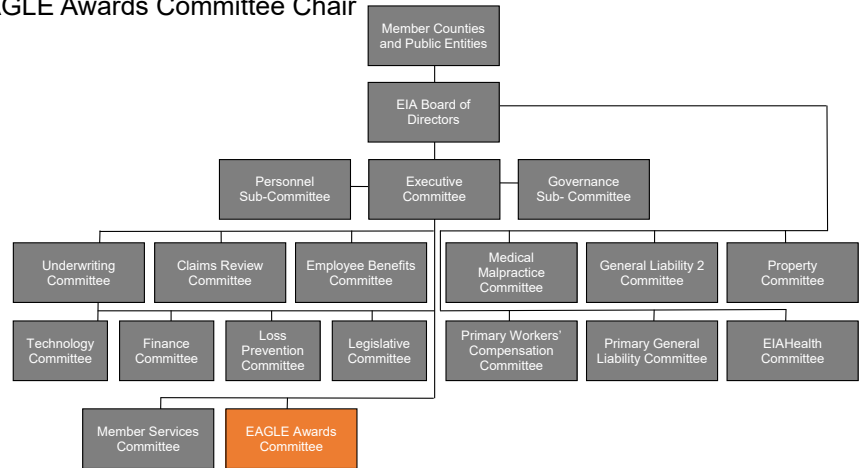 AGLE Awards Committee Chair
Member Counties
and Public Entities
EIA Board of
Directors
Personnel
Sub-Committee
Executive
Committee
Governance
Sub- Committee
Underwriting
Committee
Claims Review
Committee
Employee Benefits
Committee
Medical
Malpractice
Committee
General Liability 2
Committee
Property
Committee
Technology
Committee
Finance
Committee
Loss
Prevention
Committee
Legislative
Committee
Primary Workers’
Compensation
Committee
Primary General
Liability Committee
EIAHealth
Committee
Member Services
Committee
EAGLE Awards
Committee